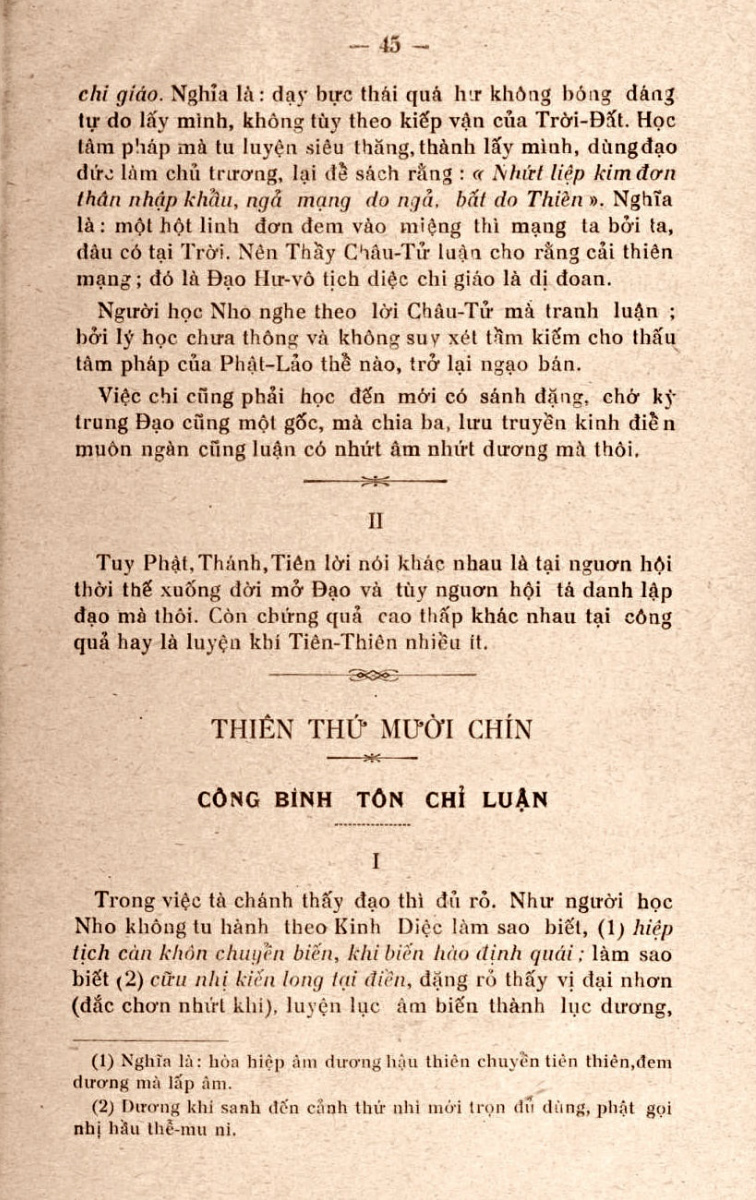 — 45 —
chi giáo. Nghĩa là : dạy bực thái quá hư không bóng dáng
tự do lấy mình, không tùy theo kiếp vận của Trời-Đất. Học
tâm pháp mà tu luyện siêu thăng, thành lấy mình, dùng đạo
đức làm chủ trương, lại để sách rằng : « Nhứt liệp kim đơn
thân nhập khẩu, ngả mạng do ngả, bất do Thiên ». Nghĩa
là : một hột linh đơn đem vào miệng thì mạng ta bởi ta,
đâu có tại Trời. Nên Thầy Châu-Tử luận cho rằng cải thiên
mạng ; đó là Đạo Hư-vô tịch diệc chi giáo là dị đoan.
Người học Nho nghe theo lời Châu-Tử mà tranh luận ;
bởi lý học chưa thông và không suy xét tầm kiếm cho thấu
tâm pháp của Phật-Lảo thể nào, trở lại ngạo bán.
Việc chi cũng phải học đến mới có sánh đặng, chớ kỳ
trung Đạo cũng một gốc, mà chia ba, lưu truyền kinh điển
muôn ngàn cũng luận có nhứt âm nhứt dương mà thôi.
II
Tuy Phật, Thánh, Tiên lời nói khác nhau là tại nguơn hội
thời thế xuống đời mở Đạo và tùy nguơn hội tá danh lập
đạo mà thôi. Còn chứng quả cao thấp khác nhau tại công
quả hay là luyện khí Tiên-Thiên nhiều ít.
THIÊN THỨ MƯỜI CHÍN
CÔNG BÌNH TÔN CHỈ LUẬN
I
Trong việc tà chánh thấy đạo thì đủ rỏ. Như người học
Nho không tu hành theo Kinh Diệc làm sao biết, (1) hiệp
tịch càn khôn chuyển biến, khi biến hào định quái ; làm sao
biết (2) cữu nhị kiến long tại điền, đặng rỏ thấy vị đại nhơn
(đắc chơn nhứt khí), luyện lục âm biến thành lục dương,
(1) Nghĩa là : hòa hiệp âm dương hậu thiên chuyển tiên thiên, đem
dương mà lấp âm.
(2) Dương khí sanh đến cảnh thứ nhì mới trọn đủ dùng, phật gọi
nhị hầu thể-mu ni.